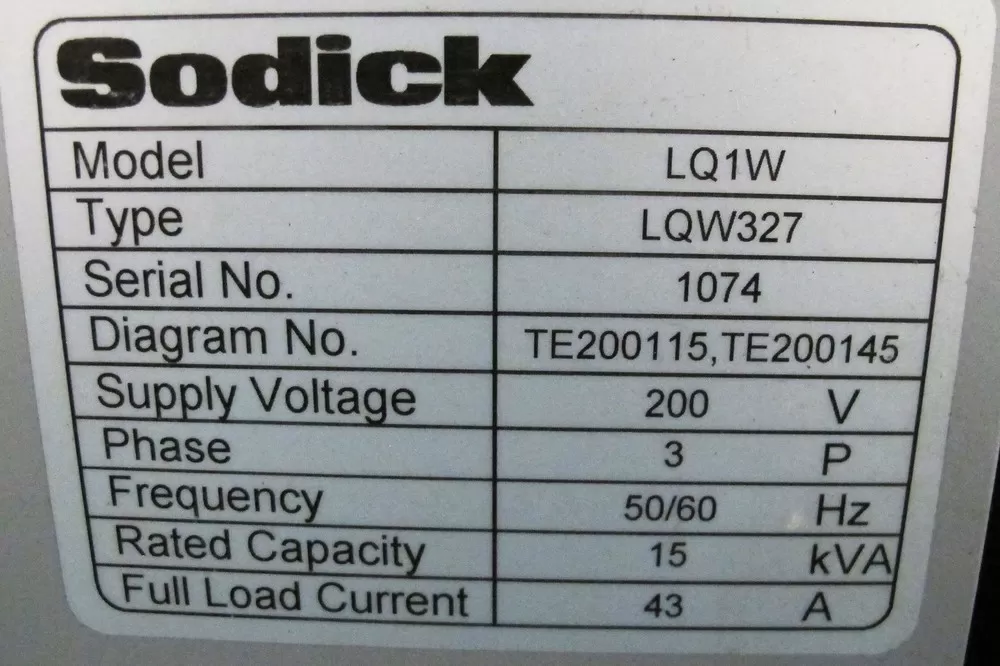 Sodick
Model LQ1W
Type LQW327
Serial No. 1074
Diagram No. TE200115,TE200145
Supply Voltage 200 V
Phase 3 P
Frequency 50/60 Hz
Rated Capacity 15 kVA
Full Load Current 43 A